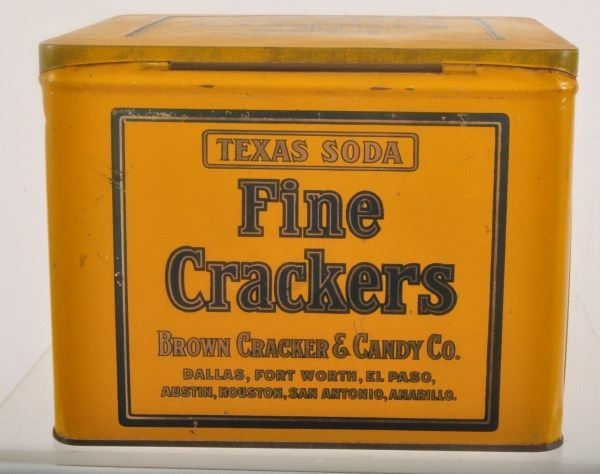 TEXAS SODA
Fine
Crackers
BROWN CRACKER & CANDY CO.
DALLAS, FORT WORTH, EL PASO,
AUSTIN, HOUSTON, SAN ANTONIO, AMARILLO.